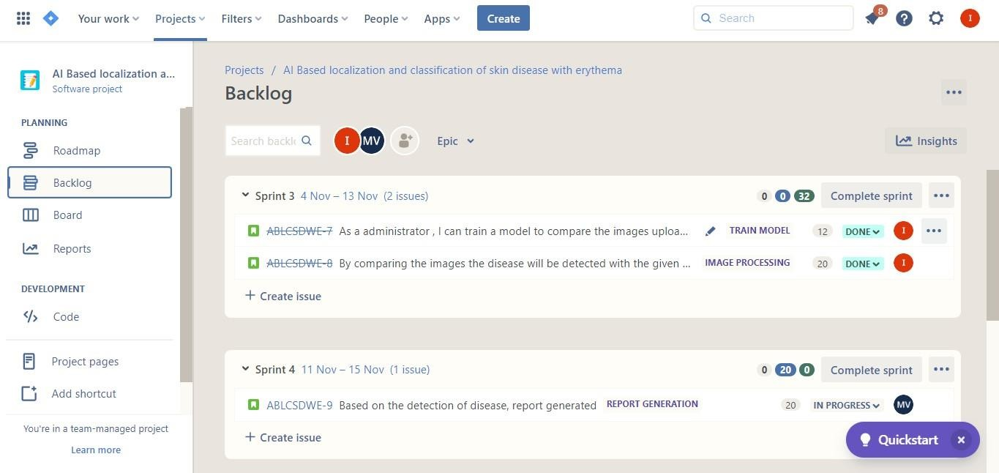 Your work Projects Filters Dashboards People Apps Create Search 8 ? I
AI Based localization a...
Software project
PLANNING
Roadmap
Backlog
Board
Reports
DEVELOPMENT
Code
Project pages
Add shortcut
You're in a team-managed project
Learn more
Projects / AI Based localization and classification of skin disease with erythema
Backlog
I MV Epic Insights
Sprint 3 4 Nov – 13 Nov (2 issues) 0 0 32 Complete sprint
ABLCSDWE-7 As a administrator , I can train a model to compare the images uploa... TRAIN MODEL 12 DONE I
ABLCSDWE-8 By comparing the images the disease will be detected with the given ... IMAGE PROCESSING 20 DONE I
+ Create issue
Sprint 4 11 Nov – 15 Nov (1 issue) 0 20 0 Complete sprint
ABLCSDWE-9 Based on the detection of disease, report generated REPORT GENERATION 20 IN PROGRESS MV
+ Create issue
Quickstart